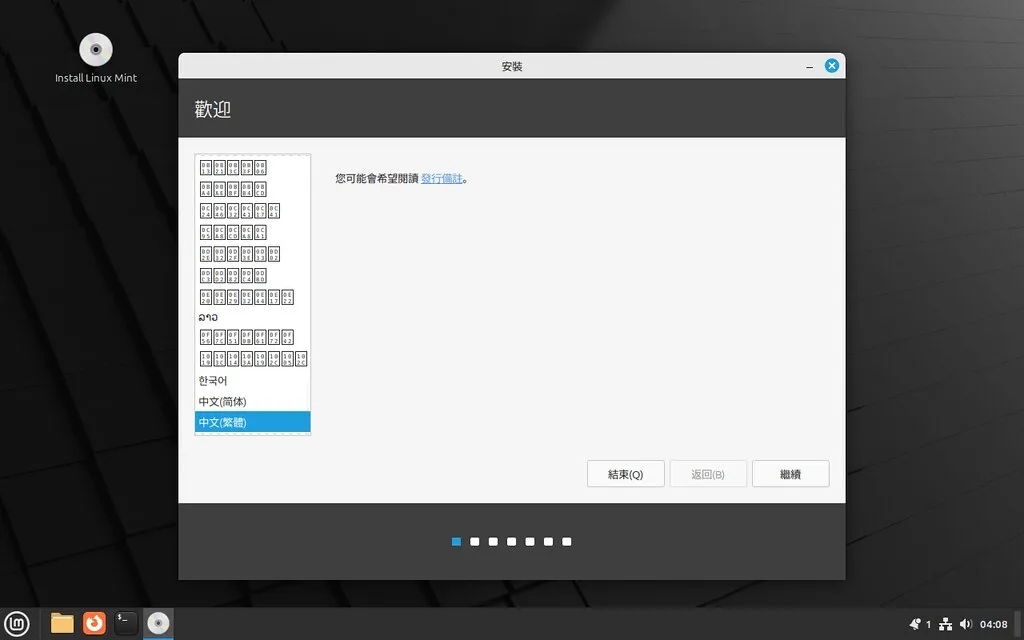 Install Linux Mint
安裝
歡迎
您可能會希望閱讀 發行備註。
ລາວ
한국어
中文(简体)
中文(繁體)
結束(Q)
返回(B)
繼續
1
04:08